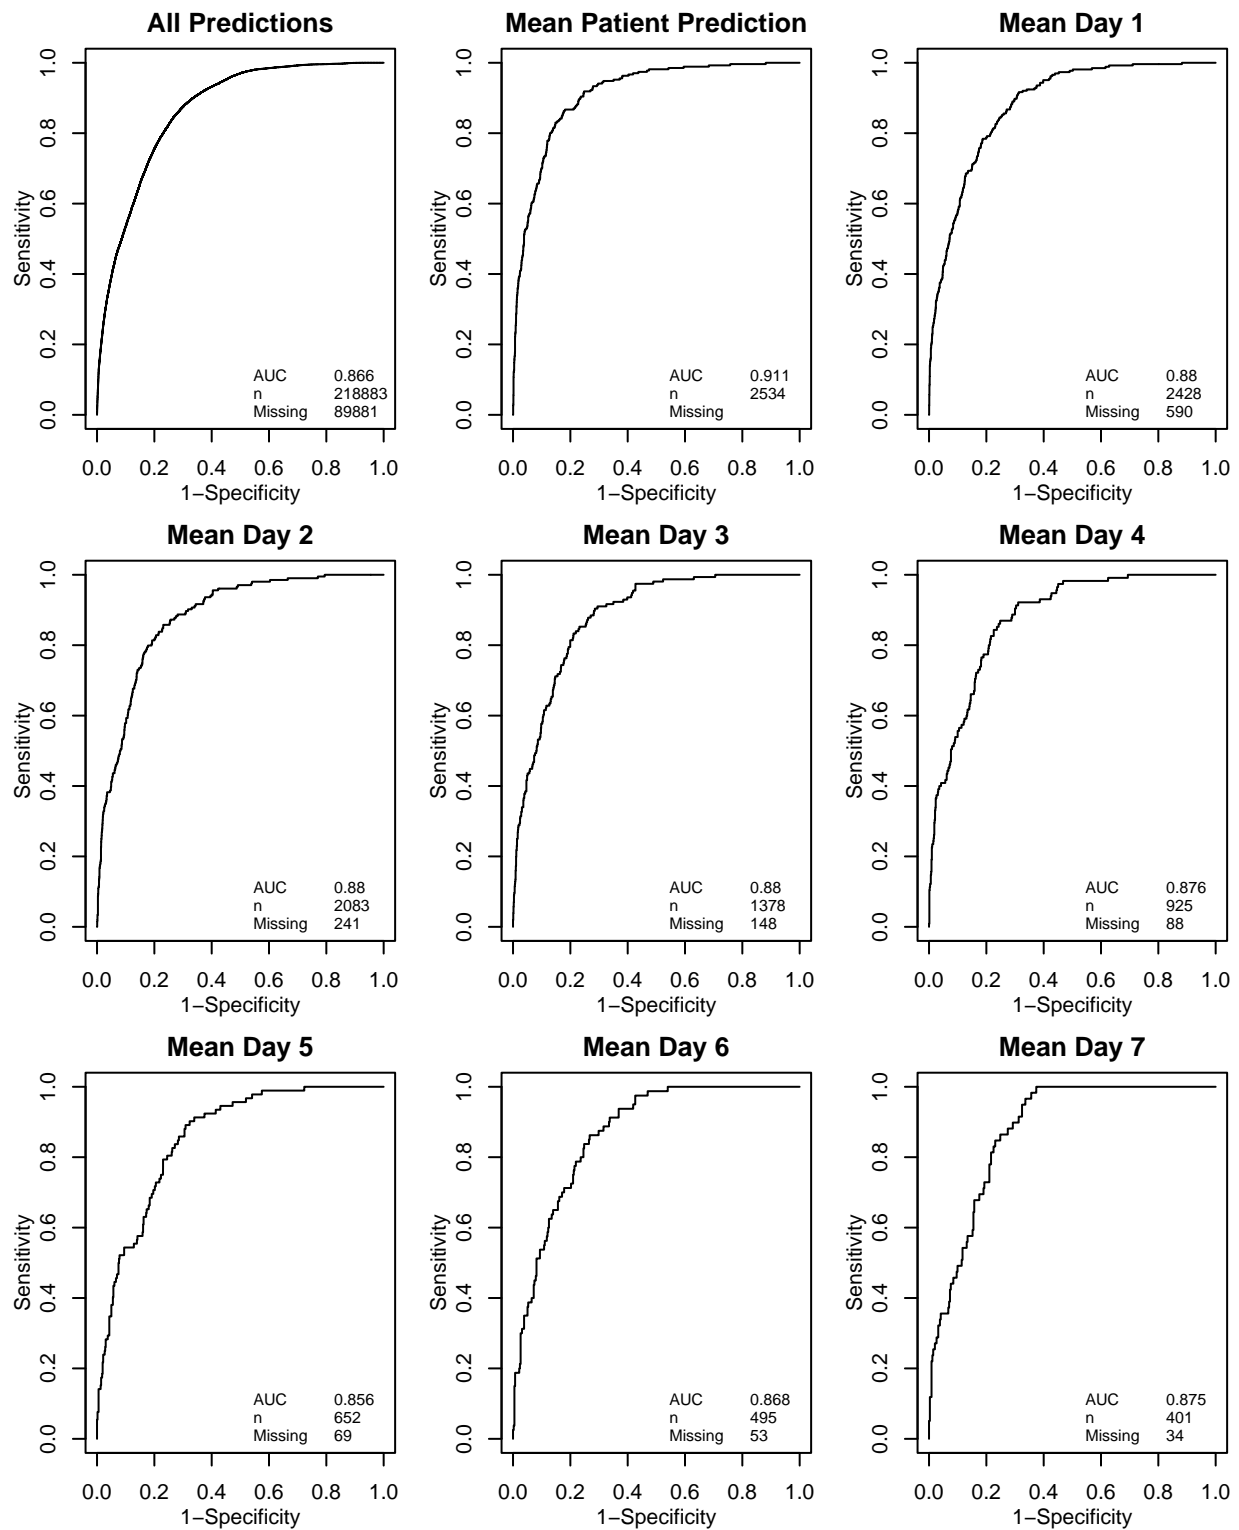 All Predictions
Sensitivity
0.0 0.2 0.4 0.6 0.8 1.0
AUC 0.866
n 218883
Missing 89881
0.0 0.2 0.4 0.6 0.8 1.0
1−Specificity
Mean Patient Prediction
Sensitivity
0.0 0.2 0.4 0.6 0.8 1.0
AUC 0.911
n 2534
Missing
0.0 0.2 0.4 0.6 0.8 1.0
1−Specificity
Mean Day 1
Sensitivity
0.0 0.2 0.4 0.6 0.8 1.0
AUC 0.88
n 2428
Missing 590
0.0 0.2 0.4 0.6 0.8 1.0
1−Specificity
Mean Day 2
Sensitivity
0.0 0.2 0.4 0.6 0.8 1.0
AUC 0.88
n 2083
Missing 241
0.0 0.2 0.4 0.6 0.8 1.0
1−Specificity
Mean Day 3
Sensitivity
0.0 0.2 0.4 0.6 0.8 1.0
AUC 0.88
n 1378
Missing 148
0.0 0.2 0.4 0.6 0.8 1.0
1−Specificity
Mean Day 4
Sensitivity
0.0 0.2 0.4 0.6 0.8 1.0
AUC 0.876
n 925
Missing 88
0.0 0.2 0.4 0.6 0.8 1.0
1−Specificity
Mean Day 5
Sensitivity
0.0 0.2 0.4 0.6 0.8 1.0
AUC 0.856
n 652
Missing 69
0.0 0.2 0.4 0.6 0.8 1.0
1−Specificity
Mean Day 6
Sensitivity
0.0 0.2 0.4 0.6 0.8 1.0
AUC 0.868
n 495
Missing 53
0.0 0.2 0.4 0.6 0.8 1.0
1−Specificity
Mean Day 7
Sensitivity
0.0 0.2 0.4 0.6 0.8 1.0
AUC 0.875
n 401
Missing 34
0.0 0.2 0.4 0.6 0.8 1.0
1−Specificity